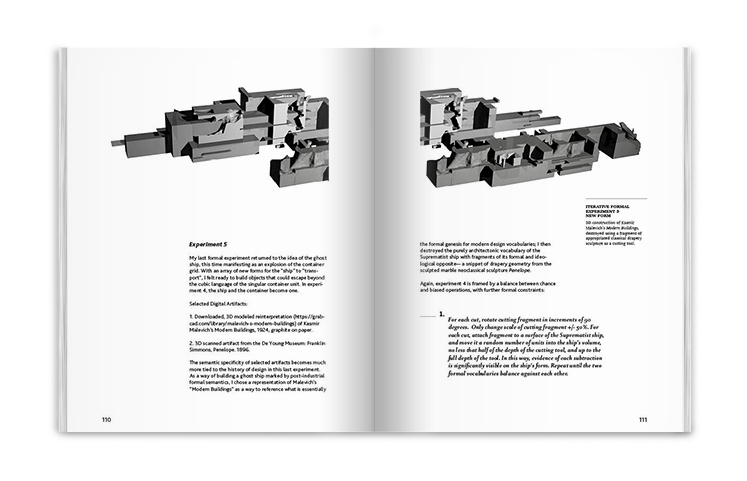 Experiment 5
My last formal experiment returned to the idea of the ghost
ship, this time manifesting as an explosion of the container
grid. With an array of new forms for the "ship" to "trans-
port", I felt ready to build objects that could escape beyond
the cubic language of the singular container unit. In experi-
ment 4, the ship and the container become one.
Selected Digital Artifacts:
1. Downloaded, 3D modeled reinterpretation (https://grab-
cad.com/library/malevich-s-modern-buildings) of Kasmir
Malevich's Modern Buildings, 1924, graphite on paper.
2. 3D scanned artifact from the De Young Museum: Franklin
Simmons, Penelope. 1896.
The semantic specificity of selected artifacts becomes much
more tied to the history of design in this last experiment.
As a way of building a ghost ship marked by post-industrial
formal semantics, I chose a representation of Malevich's
"Modern Buildings" as a way to reference what is essentially
110
the formal genesis for modern design vocabularies; I then
destroyed the purely architectonic vocabulary of the
Suprematist ship with fragments of its formal and ideo-
logical opposite— a snippet of drapery geometry from the
sculpted marble neoclassical sculpture Penelope.
Again, experiment 4 is framed by a balance between chance
and biased operations, with further formal constraints:
1.
For each cut, rotate cutting fragment in increments of 90
degrees. Only change scale of cutting fragment +/- 50%. For
each cut, attach fragment to a surface of the Suprematist ship,
and move it a random number of units into the ship's volume,
no less that half of the depth of the cutting tool, and up to the
full depth of the tool. In this way, evidence of each subtraction
is significantly visible on the ship's form. Repeat until the two
formal vocabularies balance against each other.
ITERATIVE FORMAL
EXPERIMENT 5
NEW FORM
3D construction of Kasmir
Malevich's Modern Buildings,
destroyed using a fragment of
appropriated classical drapery
sculpture as a cutting tool.
111